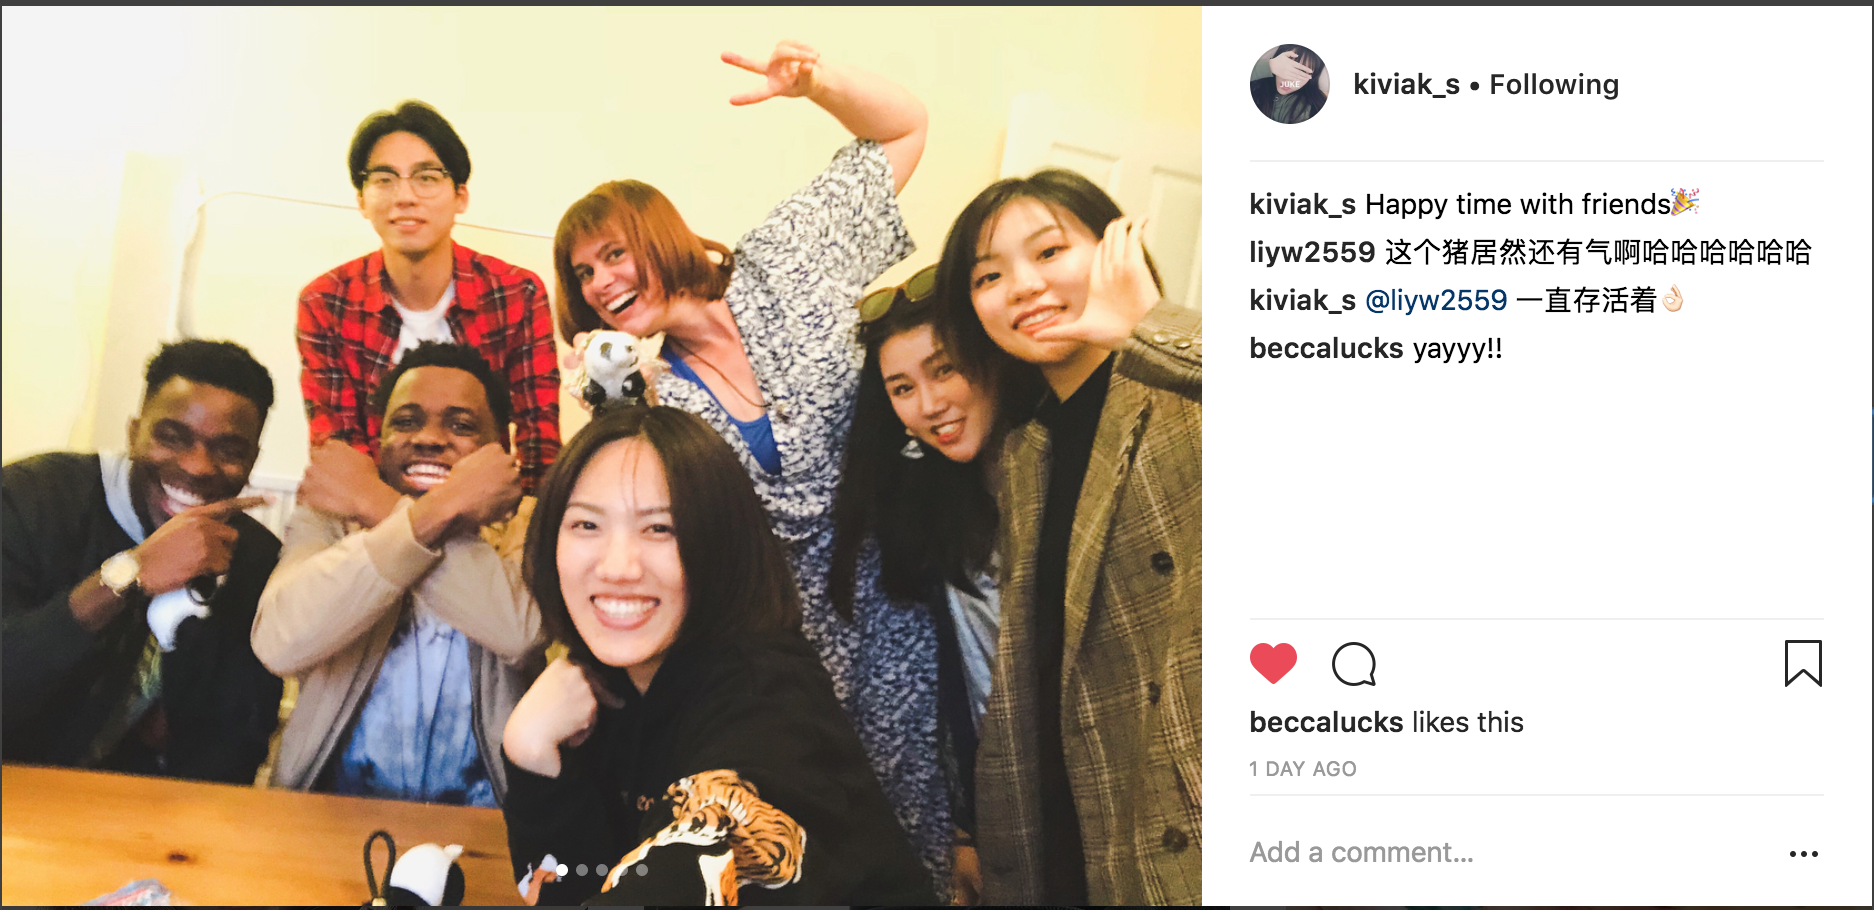 JUKE
kiviak_s • Following
kiviak_s Happy time with friends🎉
liyw2559 这个猪居然还有气啊哈哈哈哈哈哈
kiviak_s @liyw2559 一直存活着👌🏻
beccalucks yayyy!!
beccalucks likes this
1 DAY AGO
Add a comment...